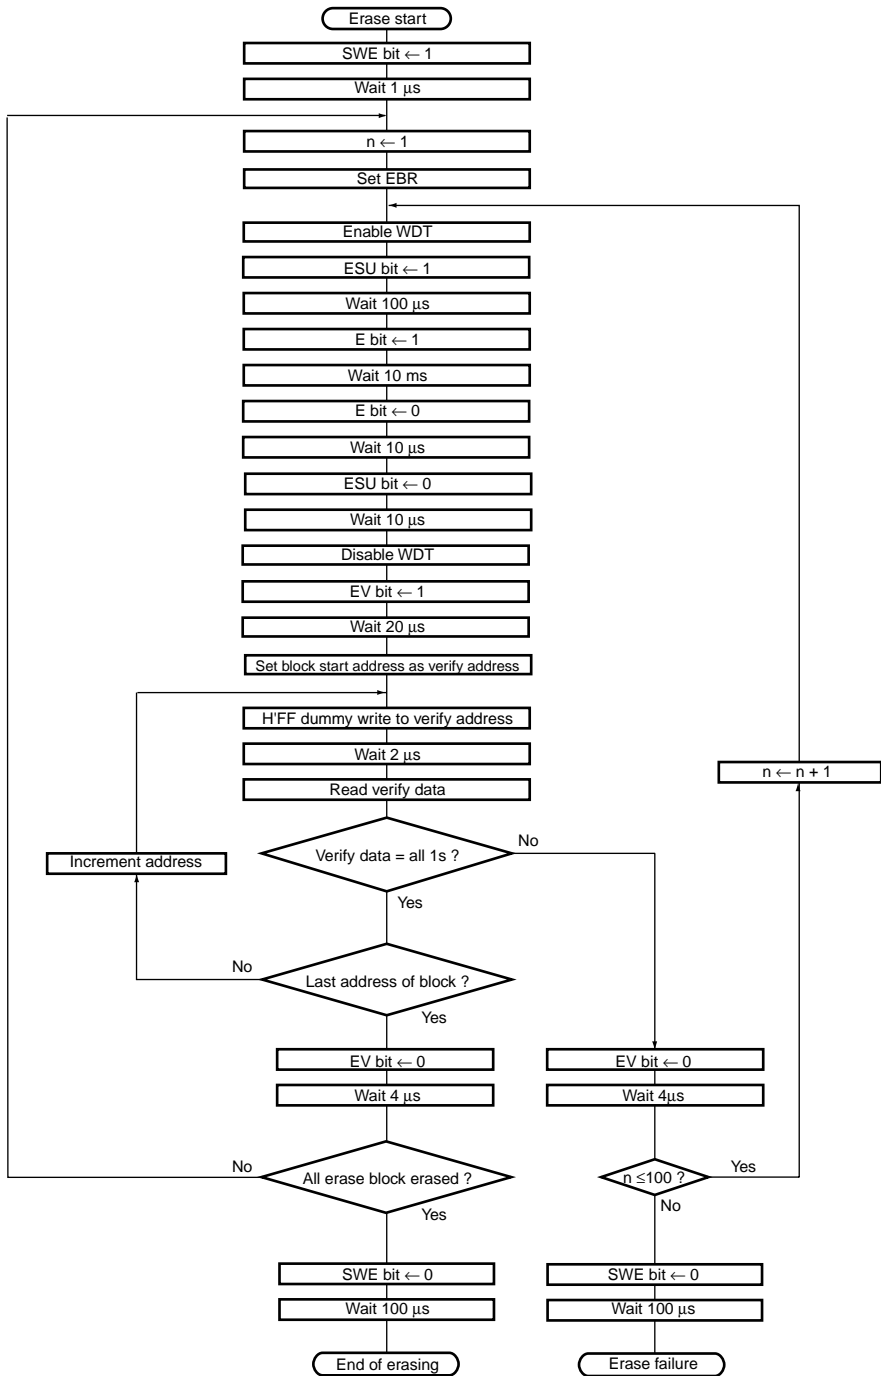 Erase start
SWE bit ← 1
Wait 1 μs
n ← 1
Set EBR
Enable WDT
ESU bit ← 1
Wait 100 μs
E bit ← 1
Wait 10 ms
E bit ← 0
Wait 10 μs
ESU bit ← 0
Wait 10 μs
Disable WDT
EV bit ← 1
Wait 20 μs
Set block start address as verify address
H'FF dummy write to verify address
Wait 2 μs
n ← n + 1
Read verify data
No
Increment address
Verify data = all 1s ?
Yes
No
Last address of block ?
Yes
EV bit ← 0
EV bit ← 0
Wait 4 μs
Wait 4μs
No
All erase block erased ?
n ≤100 ?
Yes
Yes
No
SWE bit ← 0
SWE bit ← 0
Wait 100 μs
Wait 100 μs
End of erasing
Erase failure